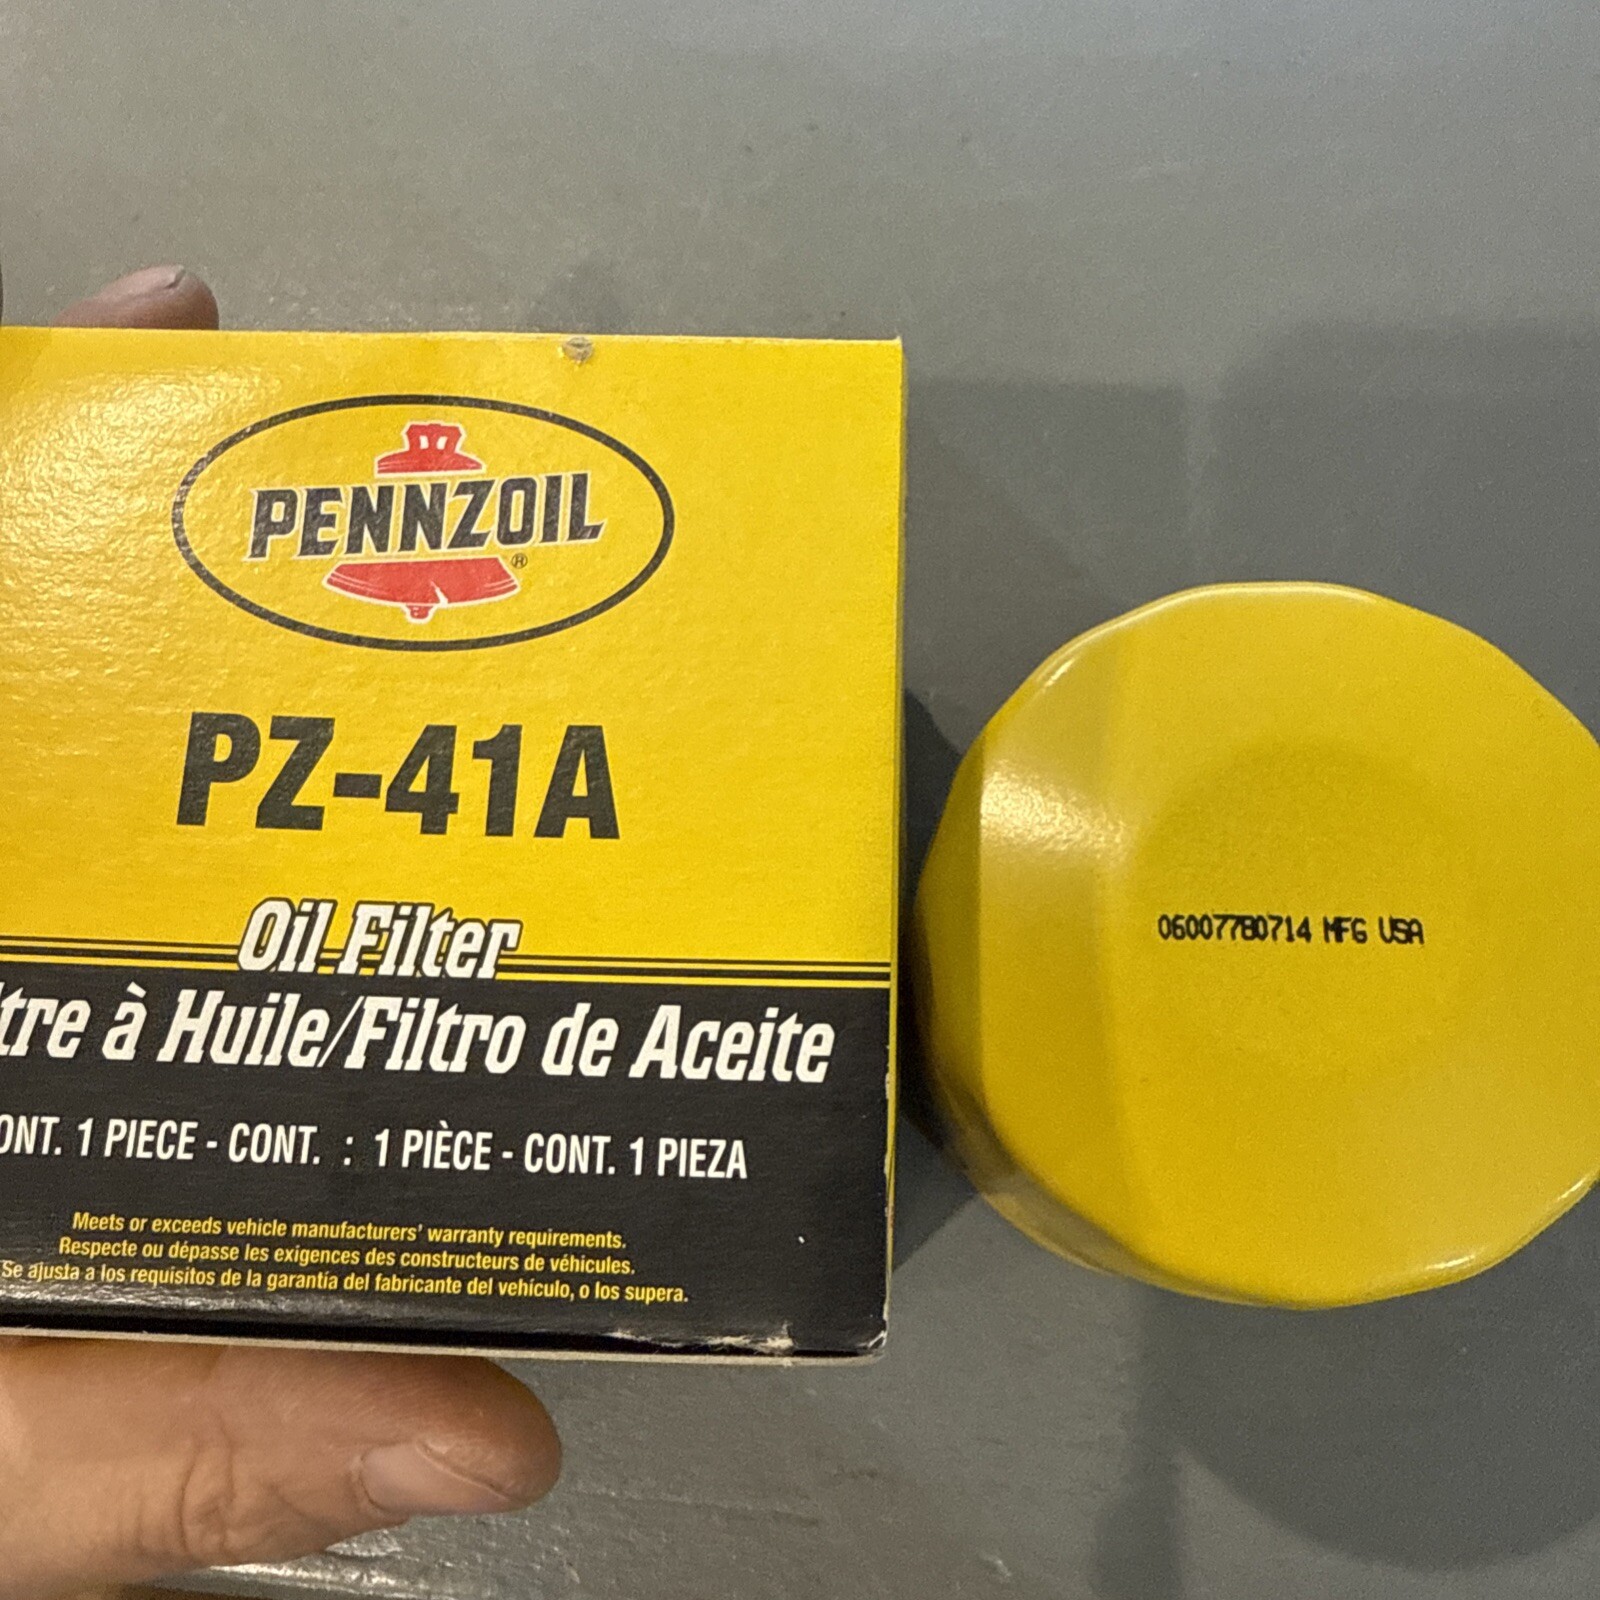 PENNZOIL®
PZ-41A
Oil Filter
tre à Huile/Filtro de Aceite
ONT. 1 PIECE - CONT. : 1 PIÈCE - CONT. 1 PIEZA
Meets or exceeds vehicle manufacturers' warranty requirements.
Respecte ou dépasse les exigences des constructeurs de véhicules.
Se ajusta a los requisitos de la garantía del fabricante del vehículo, o los supera.
06007780714 MFG USA